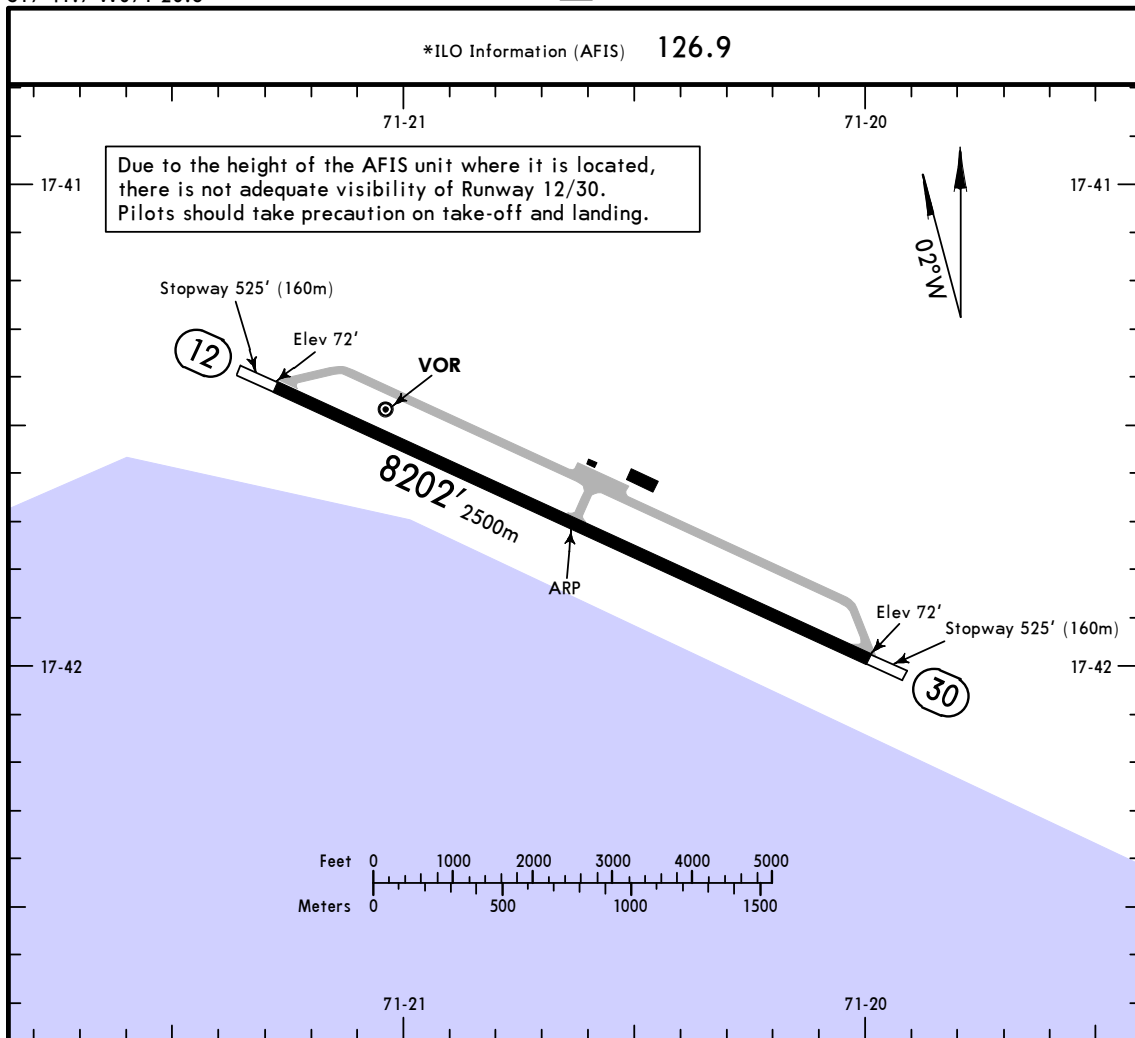 *ILO Information (AFIS) 126.9
71-21 71-20
17-41 17-41
Due to the height of the AFIS unit where it is located,
there is not adequate visibility of Runway 12/30.
Pilots should take precaution on take-off and landing.
02°W
Stopway 525' (160m)
Elev 72'
12
VOR
8202' 2500m
ARP
Elev 72'
Stopway 525' (160m)
17-42 17-42
30
Feet 0 1000 2000 3000 4000 5000
Meters 0 500 1000 1500
71-21 71-20